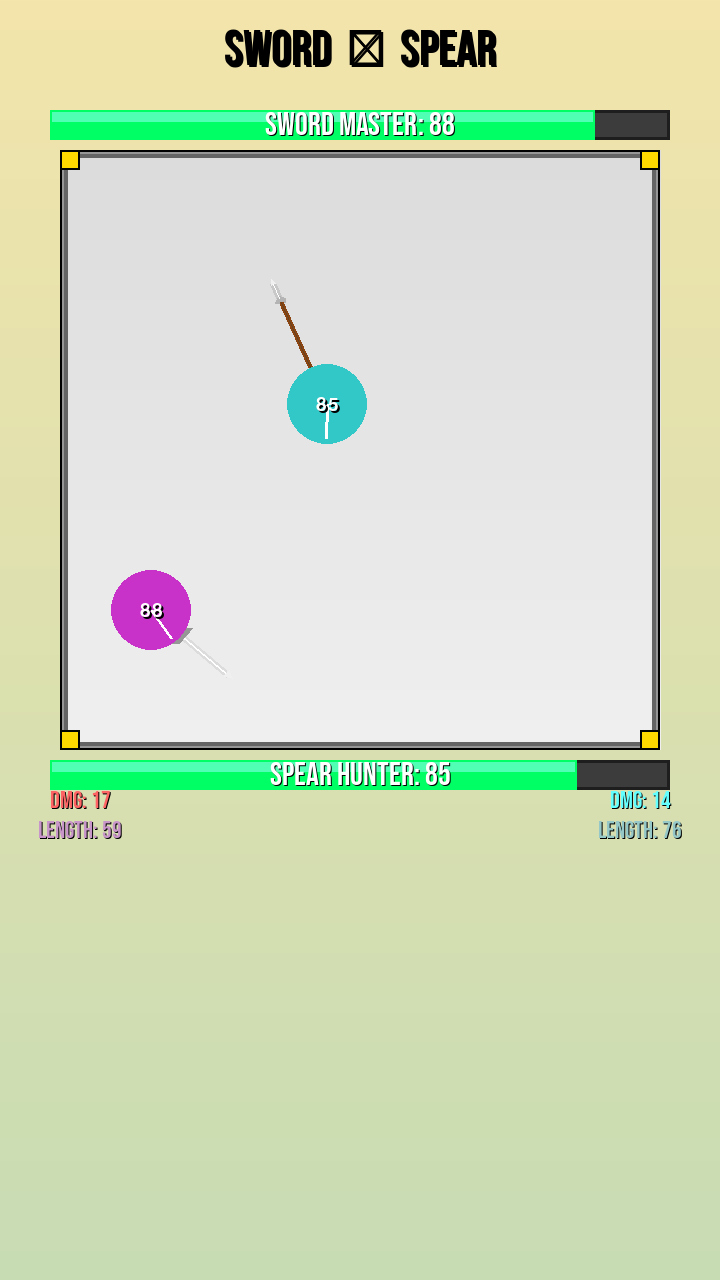 SWORD SPEAR
SWORD MASTER: 88
85
88
SPEAR HUNTER: 85
DMG: 17
DMG: 14
LENGTH: 59
LENGTH: 76